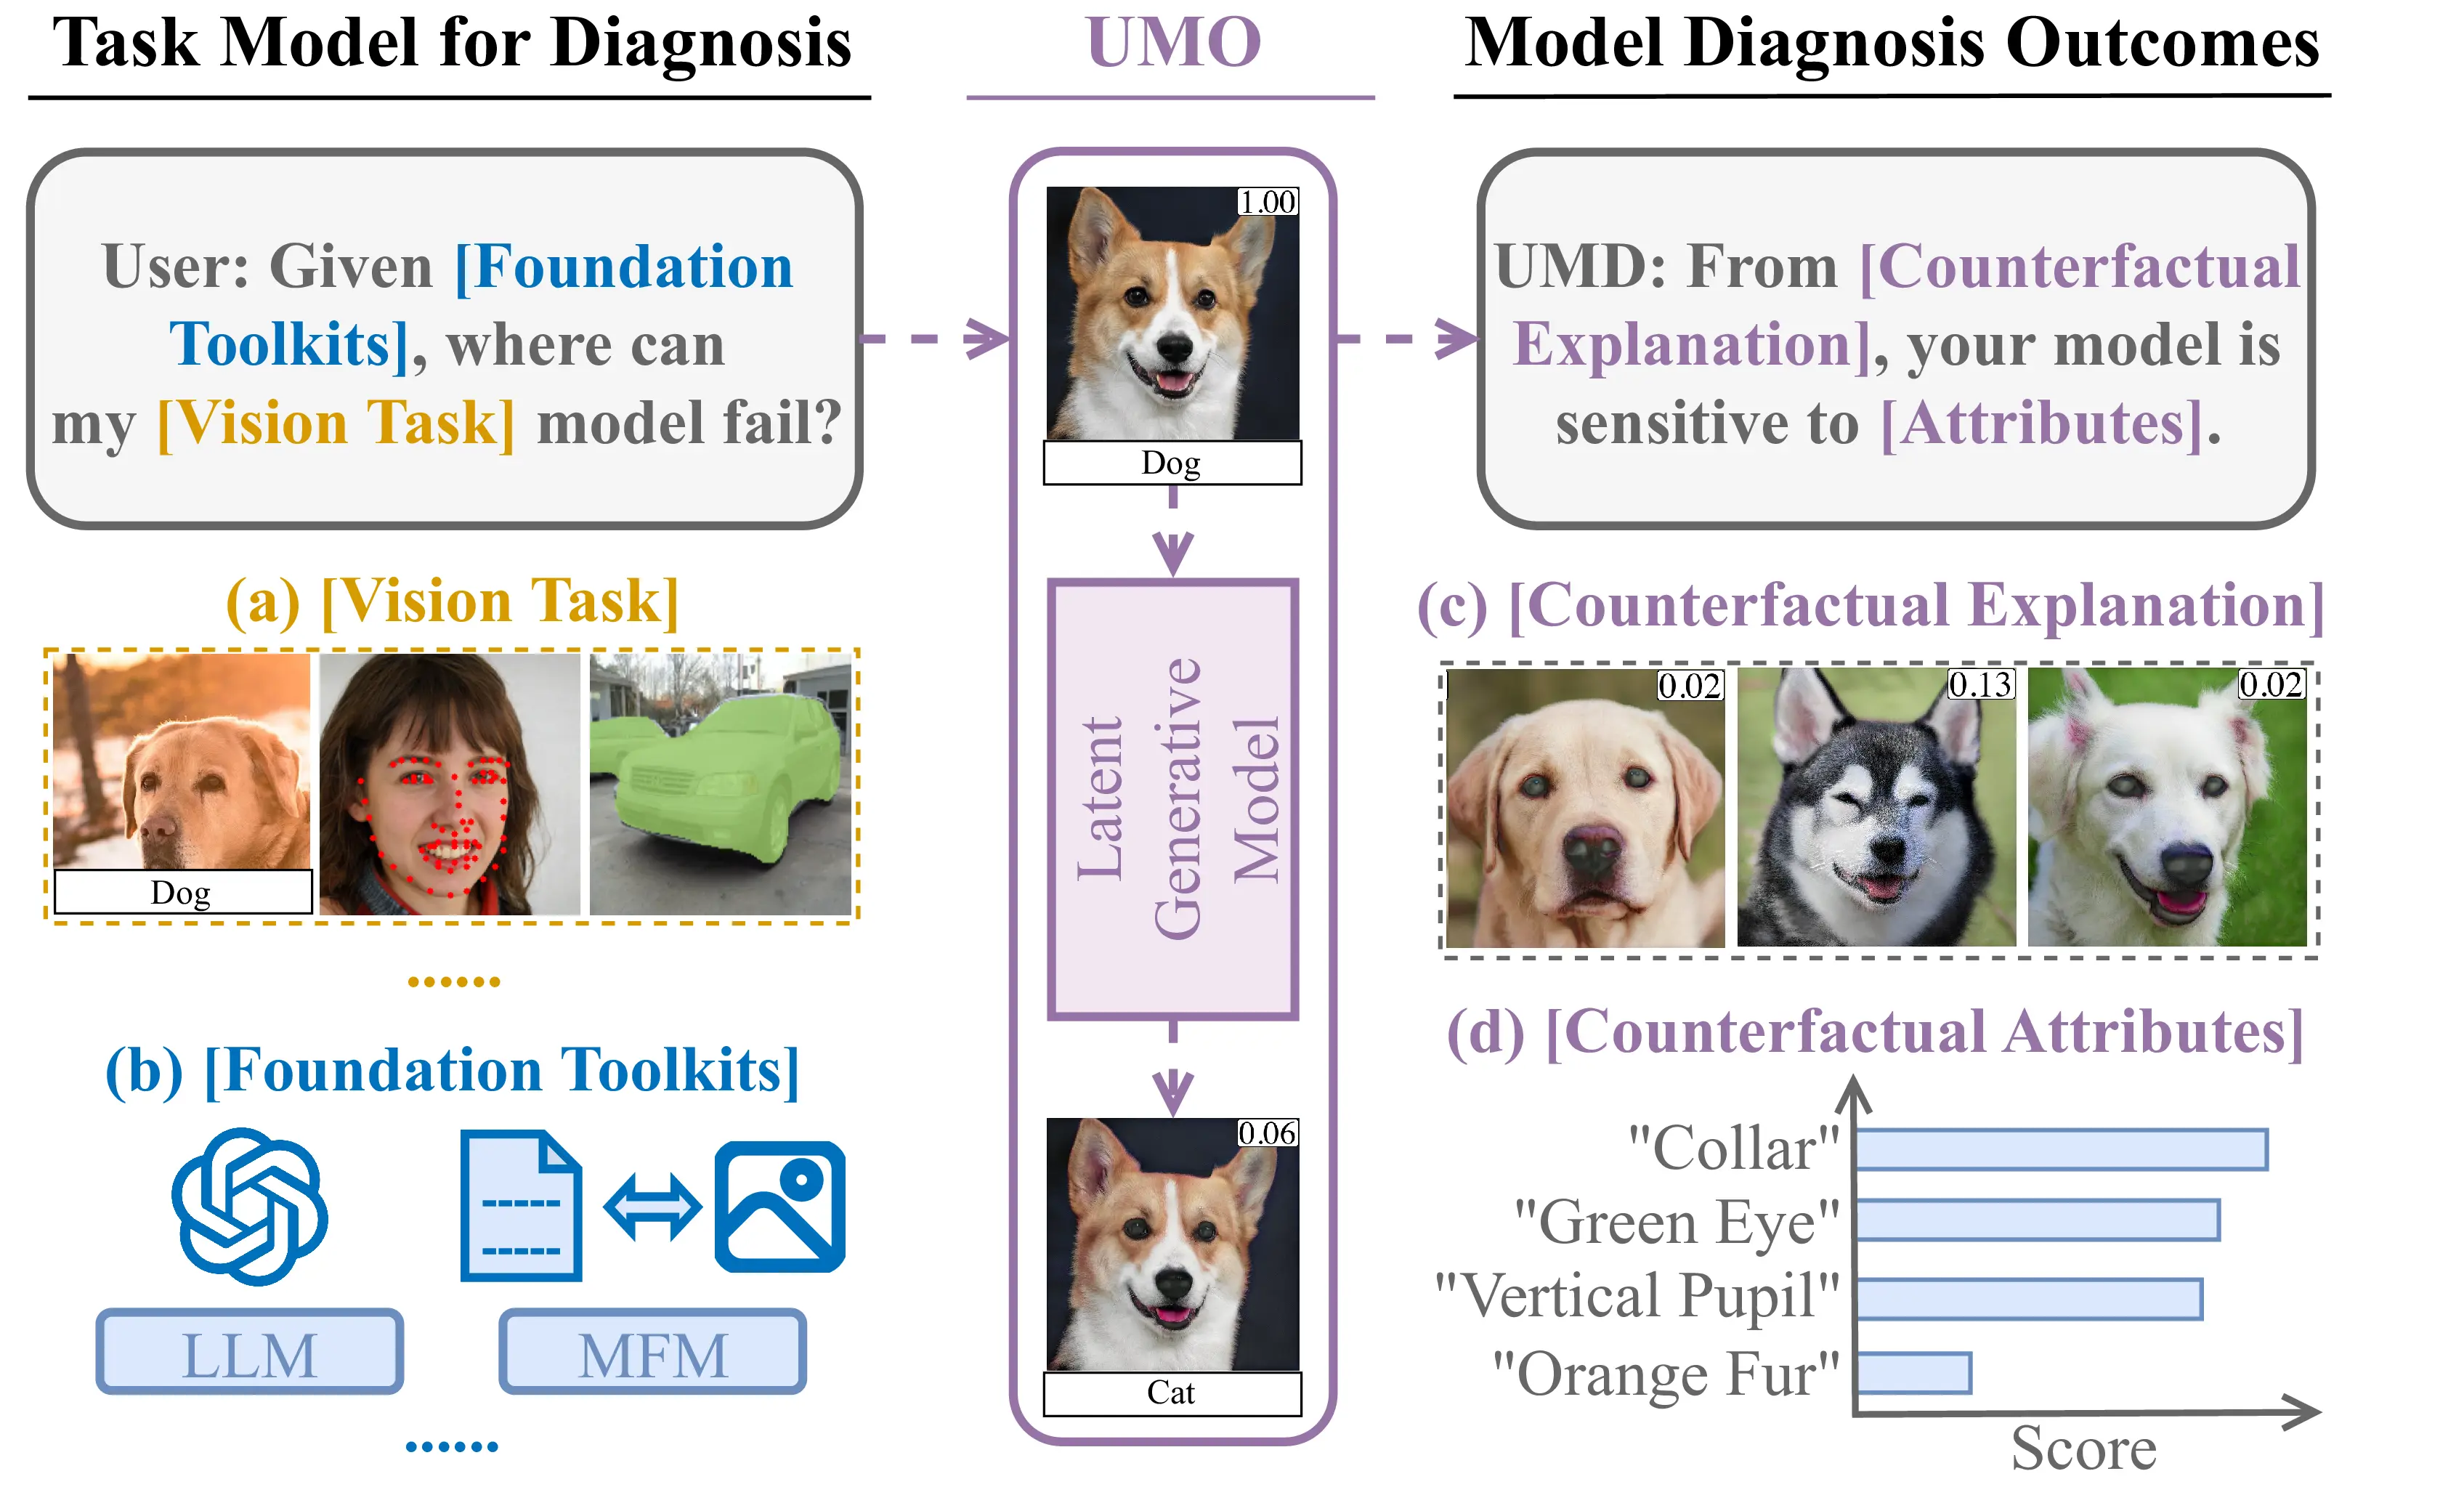 Task Model for Diagnosis
User: Given [Foundation
Toolkits], where can
my [Vision Task] model fail?
(a) [Vision Task]
Dog
......
(b) [Foundation Toolkits]
LLM
MFM
......
UMO
1.00
Dog
Latent
Generative
Model
0.06
Cat
Model Diagnosis Outcomes
UMD: From [Counterfactual
Explanation], your model is
sensitive to [Attributes].
(c) [Counterfactual Explanation]
0.02
0.13
0.02
(d) [Counterfactual Attributes]
"Collar"
"Green Eye"
"Vertical Pupil"
"Orange Fur"
Score